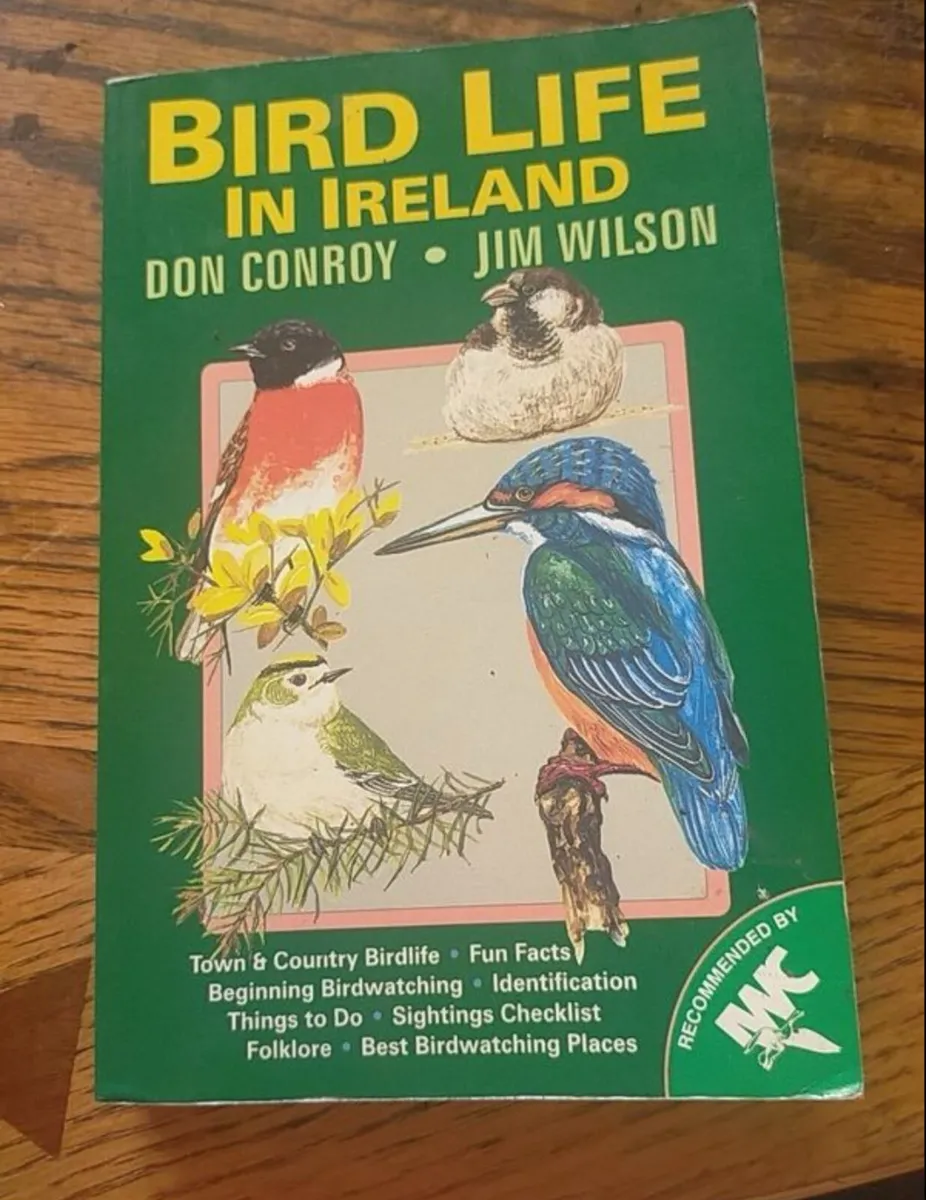 BIRD LIFE
IN IRELAND
DON CONROY • JIM WILSON
Town & Country Birdlife • Fun Facts
Beginning Birdwatching • Identification
Things to Do • Sightings Checklist
Folklore • Best Birdwatching Places
RECOMMENDED BY